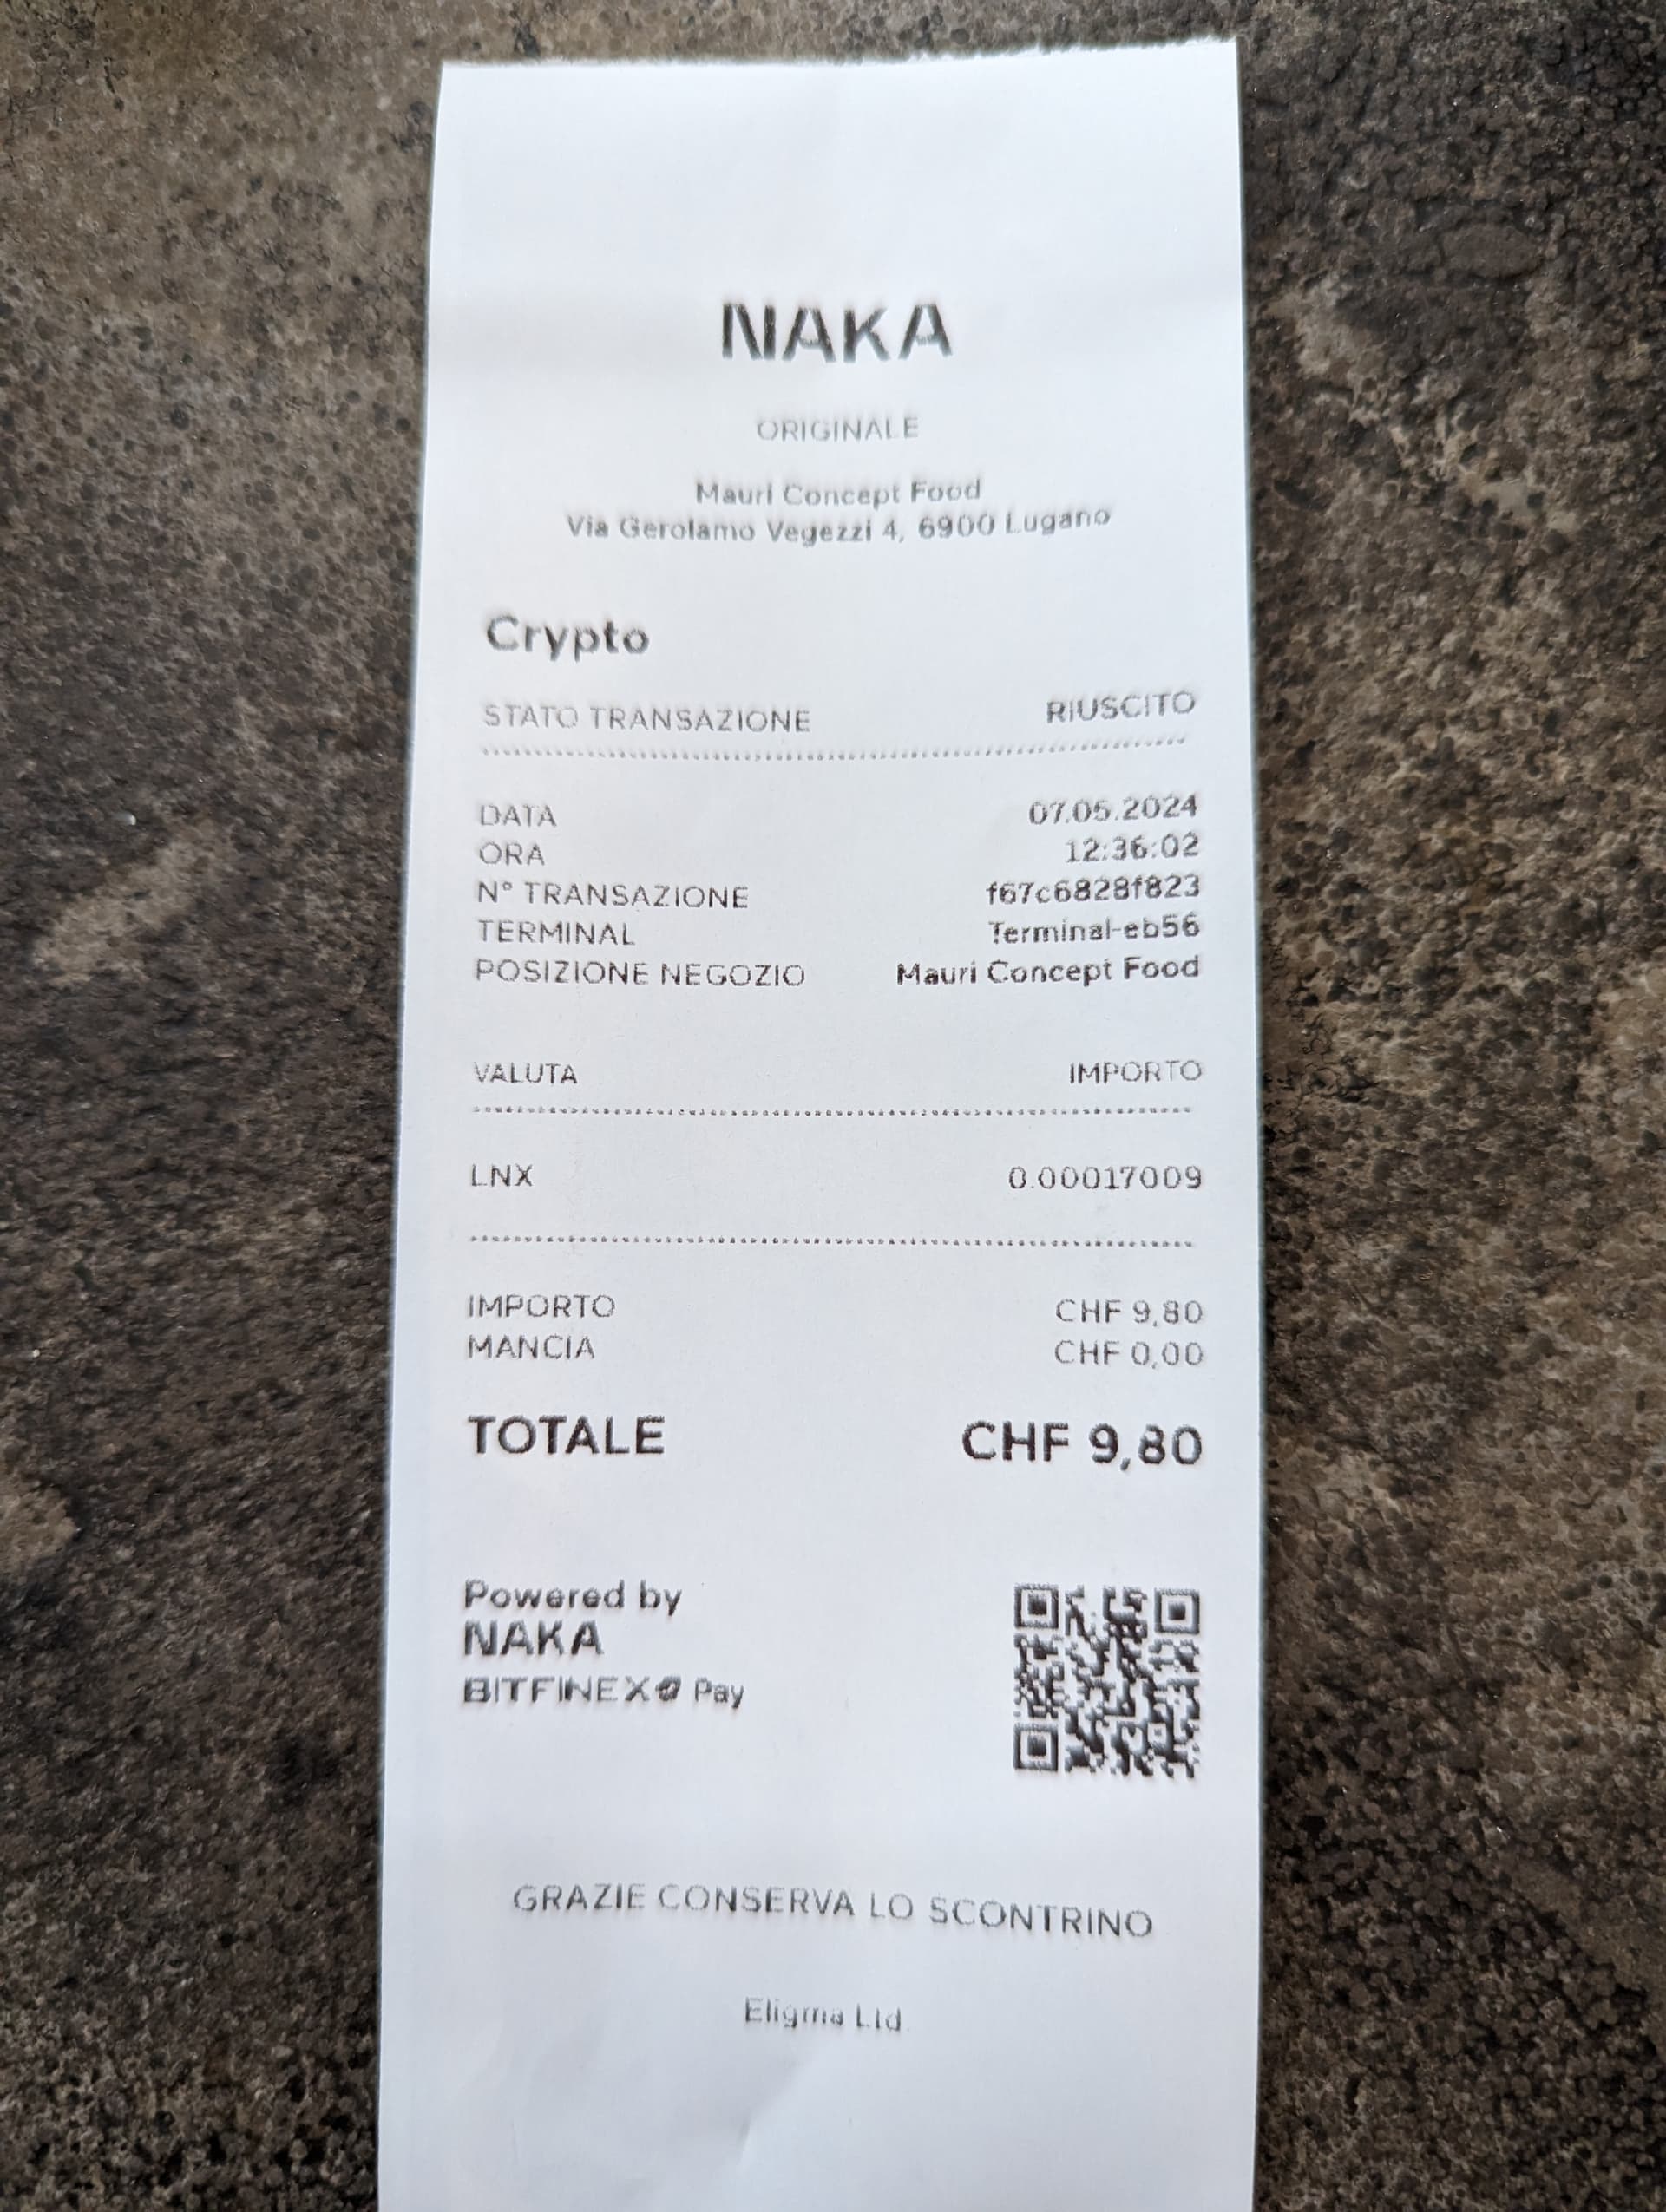 NAKA
ORIGINALE
Mauri Concept Food
Via Gerolamo Vegezzi 4, 6900 Lugano
Crypto
STATO TRANSAZIONE RIUSCITO
DATA 07.05.2024
ORA 12:36:02
N° TRANSAZIONE f67c6828f823
TERMINAL Terminal-eb56
POSIZIONE NEGOZIO Mauri Concept Food
VALUTA IMPORTO
LNX 0.00017009
IMPORTO CHF 9,80
MANCIA CHF 0,00
TOTALE CHF 9,80
Powered by
NAKA
BITFINEX Pay
GRAZIE CONSERVA LO SCONTRINO
Eligma Ltd